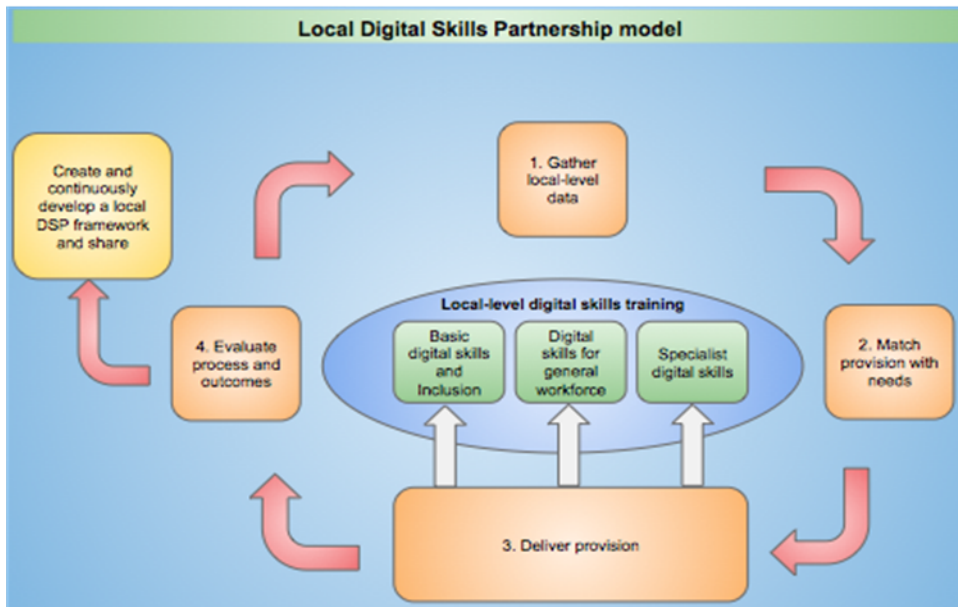 Local Digital Skills Partnership model
Create and
continuously
develop a local
DSP framework
and share
1. Gather
local-level
data
Local-level digital skills training
Basic
digital skills
and
Inclusion
Digital
skills for
general
workforce
Specialist
digital skills
2. Match
provision with
needs
4. Evaluate
process and
outcomes
3. Deliver provision